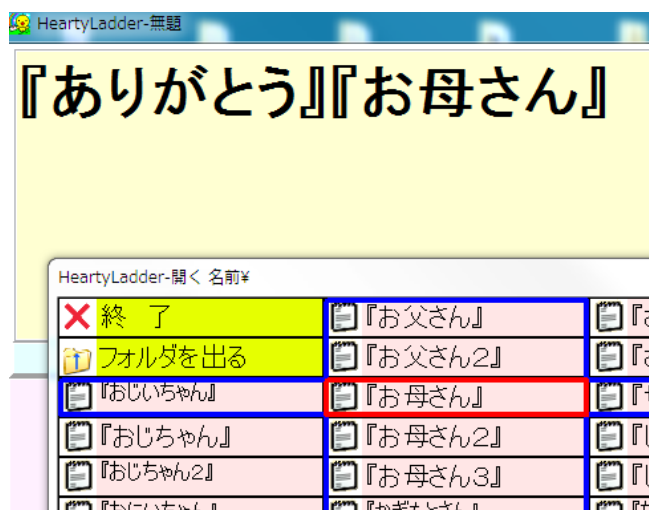 HeartyLadder-無題
『ありがとう』『お母さん』
HeartyLadder-開く 名前¥
終　了
『お父さん』
フォルダを出る
『お父さん2』
『おじいちゃん』
『お母さん』
『おじちゃん』
『お母さん2』
『おじちゃん2』
『お母さん3』